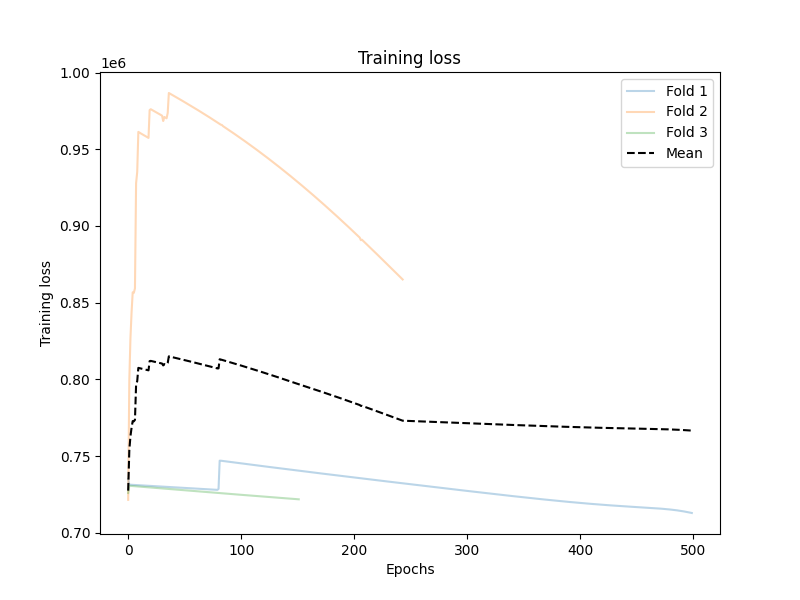 Training loss
1e6
1.00
0.95
0.90
0.85
0.80
0.75
0.70
Training loss
0
100
200
300
400
500
Epochs
Fold 1
Fold 2
Fold 3
Mean